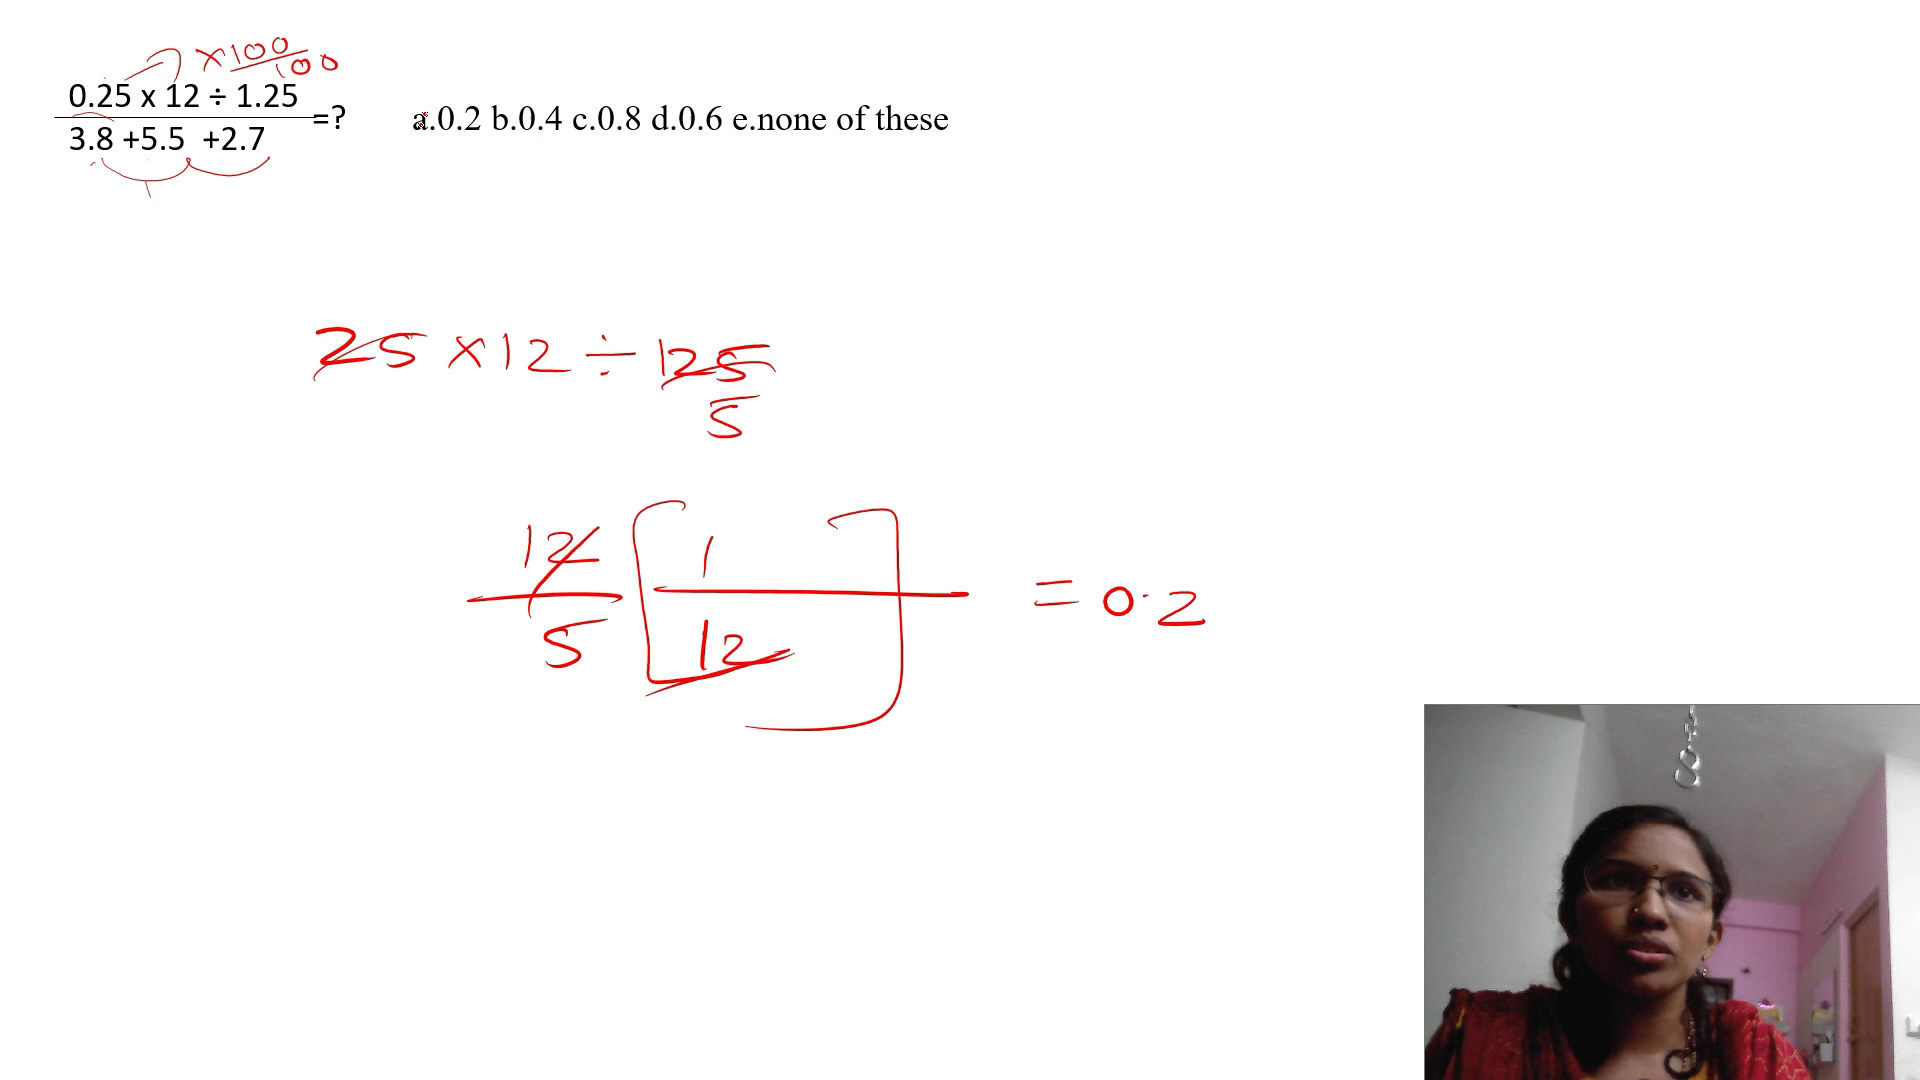 ×100
100
0.25 x 12 ÷ 1.25
=? a.0.2 b.0.4 c.0.8 d.0.6 e.none of these
3.8 +5.5 +2.7
25 × 12 ÷ 125
5
12 1
5 12
= 0.2